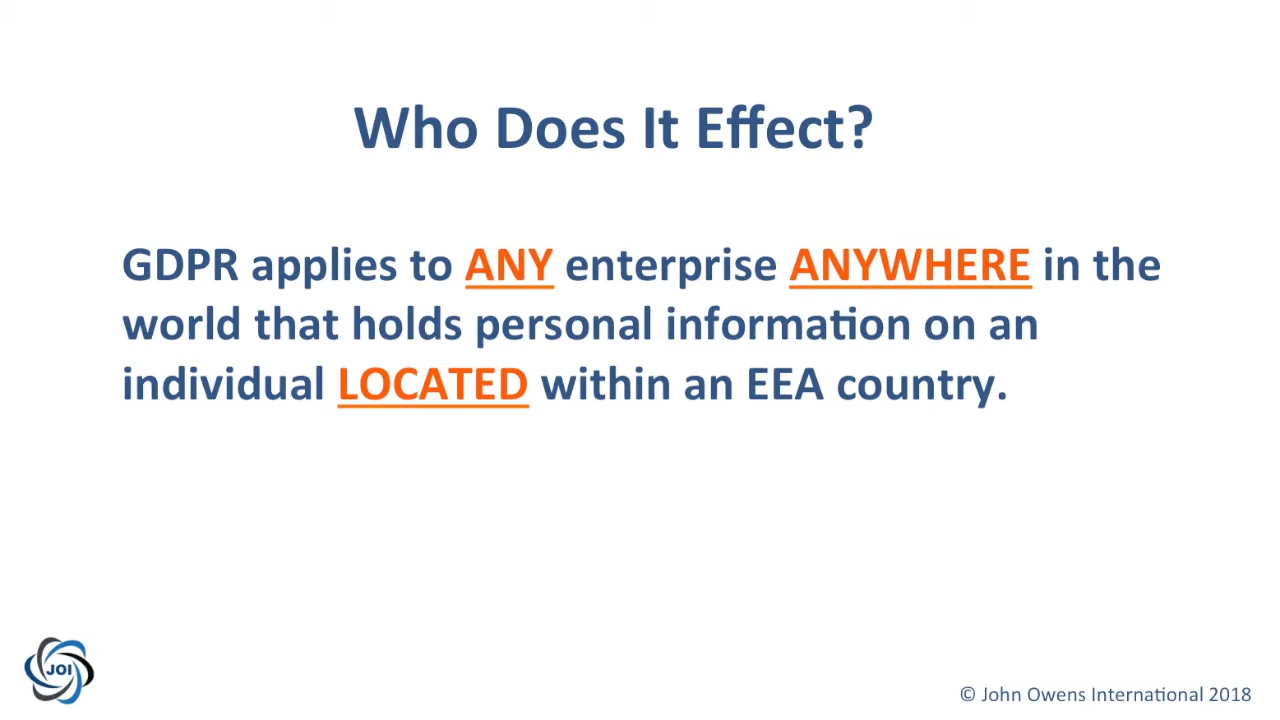 Who Does It Effect?
GDPR applies to ANY enterprise ANYWHERE in the
world that holds personal information on an
individual LOCATED within an EEA country.
JOI
© John Owens International 2018